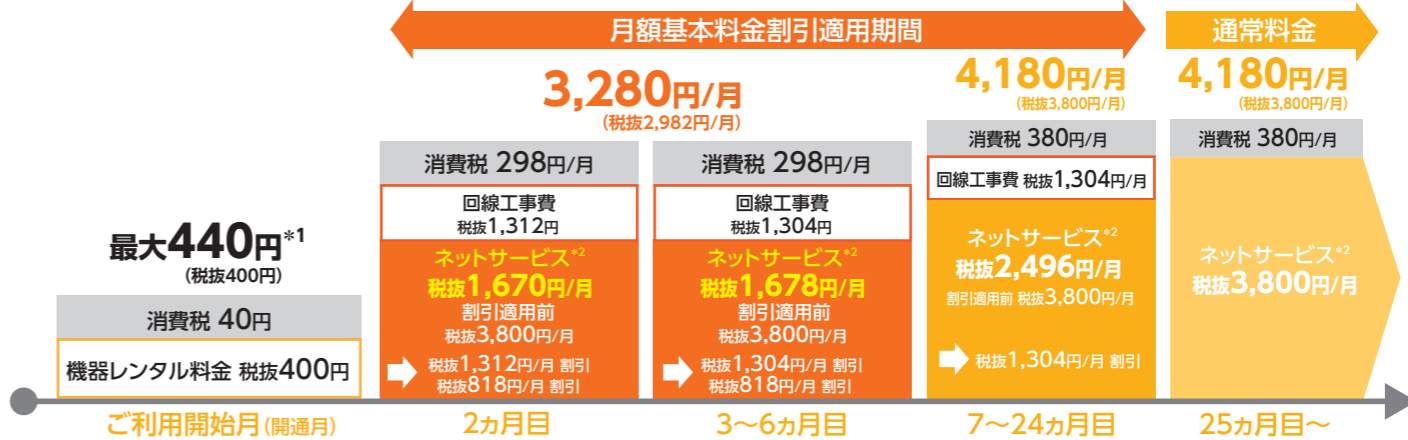 月額基本料金割引適用期間
通常料金
最大440円*1
(税抜400円)
消費税 40円
機器レンタル料金 税抜400円
ご利用開始月(開通月)
3,280円/月
(税抜2,982円/月)
消費税 298円/月
回線工事費
税抜1,312円
ネットサービス*2
税抜1,670円/月
割引適用前
税抜3,800円/月
税抜1,312円/月 割引
税抜818円/月 割引
2ヵ月目
消費税 298円/月
回線工事費
税抜1,304円
ネットサービス*2
税抜1,678円/月
割引適用前
税抜3,800円/月
税抜1,304円/月 割引
税抜818円/月 割引
3〜6ヵ月目
4,180円/月
(税抜3,800円/月)
消費税 380円/月
回線工事費 税抜1,304円/月
ネットサービス*2
税抜2,496円/月
割引適用前 税抜3,800円/月
税抜1,304円/月 割引
7〜24ヵ月目
4,180円/月
(税抜3,800円/月)
消費税 380円/月
ネットサービス*2
税抜3,800円/月
25ヵ月目〜